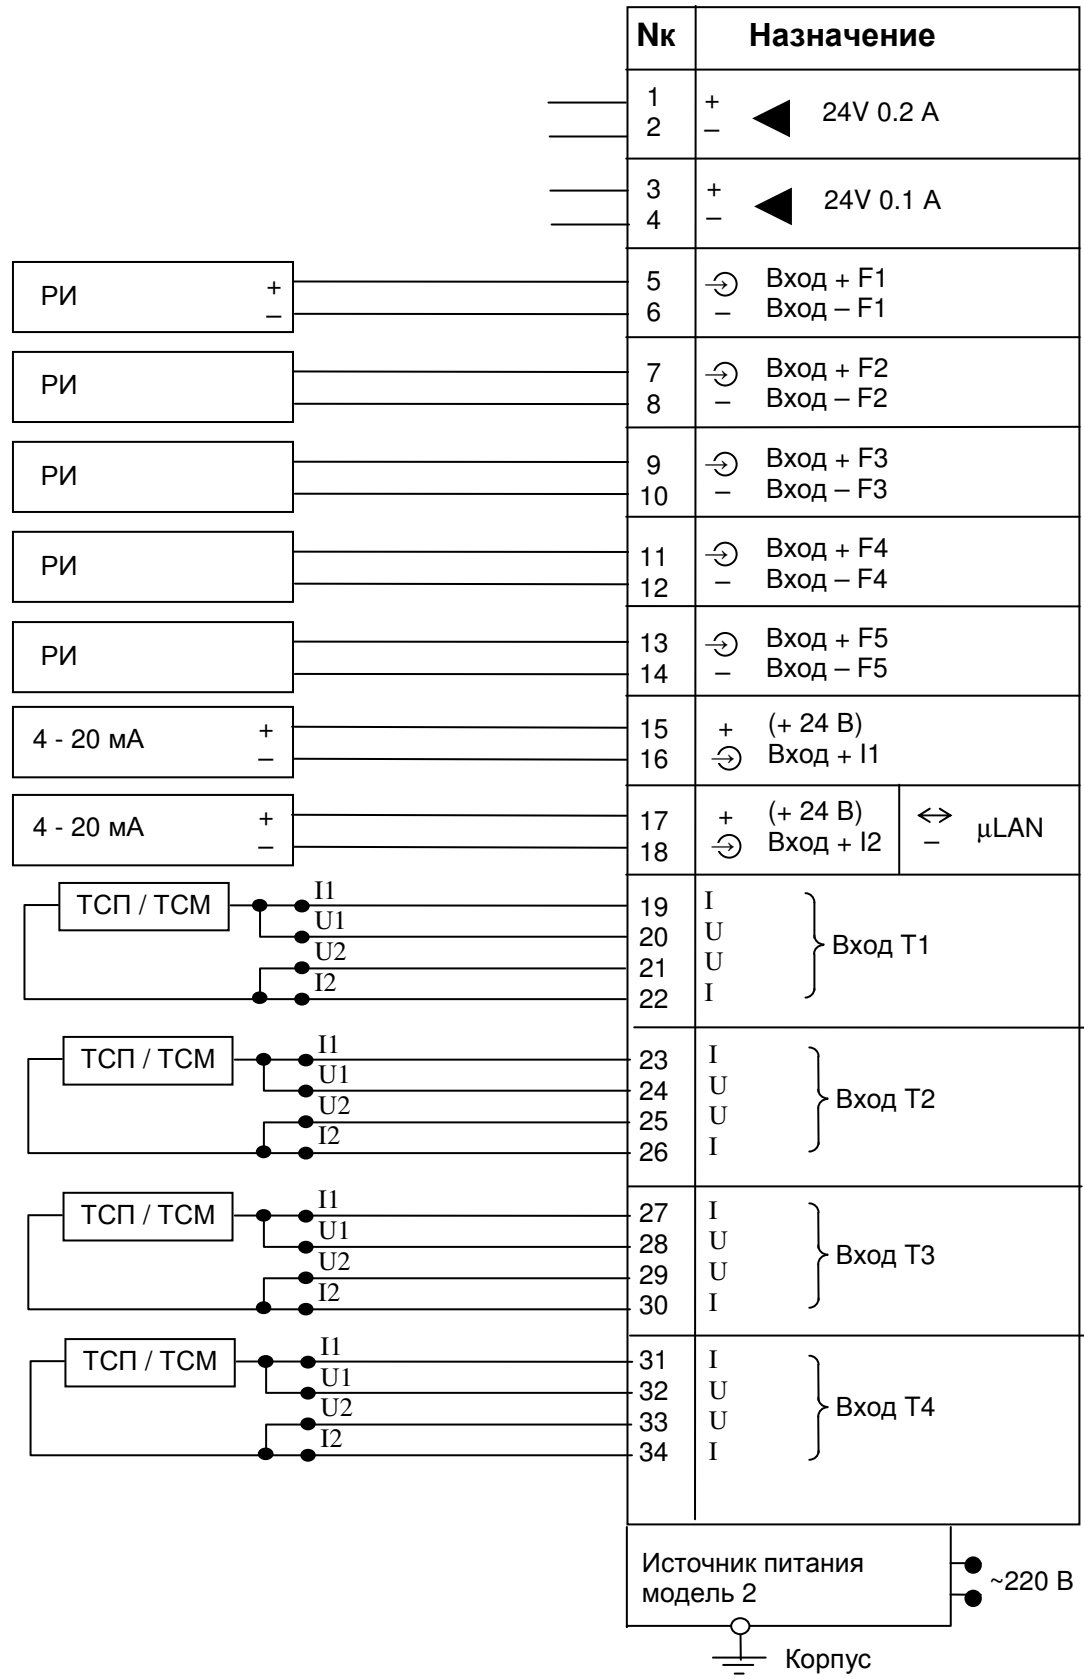 Nк Назначение
1 +
2 –
24V 0.2 A
3 +
4 –
24V 0.1 A
РИ +
–
5 Вход + F1
6 – Вход – F1
РИ
7 Вход + F2
8 – Вход – F2
РИ
9 Вход + F3
10 – Вход – F3
РИ
11 Вход + F4
12 – Вход – F4
РИ
13 Вход + F5
14 – Вход – F5
4 - 20 мА +
–
15 + (+ 24 В)
16 Вход + I1
4 - 20 мА +
–
17 + (+ 24 В)
18 Вход + I2
– µLAN
ТСП / ТСМ
I1 19 I
U1 20 U
U2 21 U
I2 22 I
Вход Т1
ТСП / ТСМ
I1 23 I
U1 24 U
U2 25 U
I2 26 I
Вход Т2
ТСП / ТСМ
I1 27 I
U1 28 U
U2 29 U
I2 30 I
Вход Т3
ТСП / ТСМ
I1 31 I
U1 32 U
U2 33 U
I2 34 I
Вход Т4
Источник питания
модель 2
~220 В
Корпус